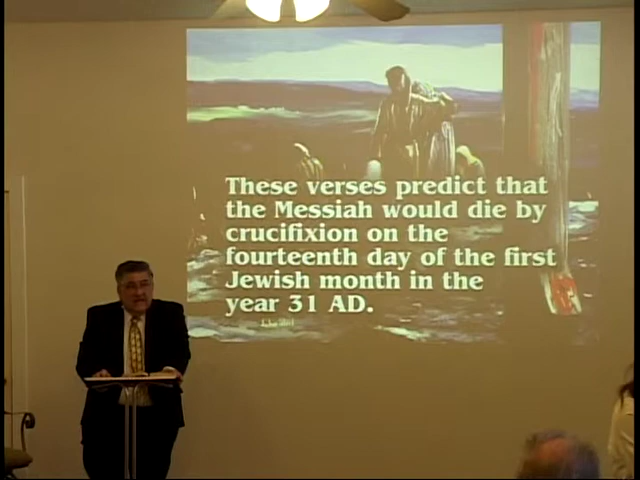 These verses predict that
the Messiah would die by
crucifixion on the
fourteenth day of the first
Jewish month in the
year 31 AD.